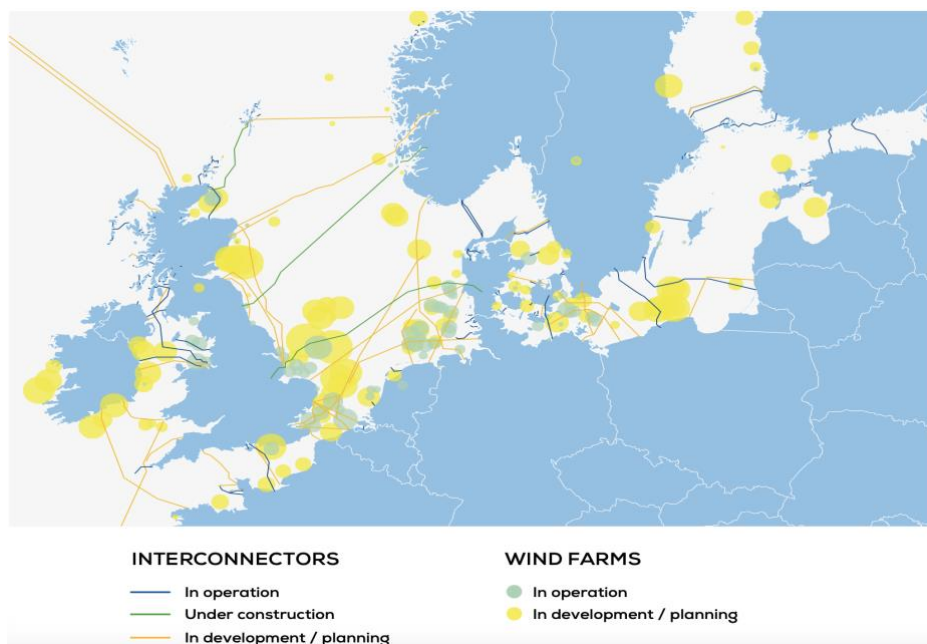 INTERCONNECTORS
In operation
Under construction
In development / planning
WIND FARMS
In operation
In development / planning